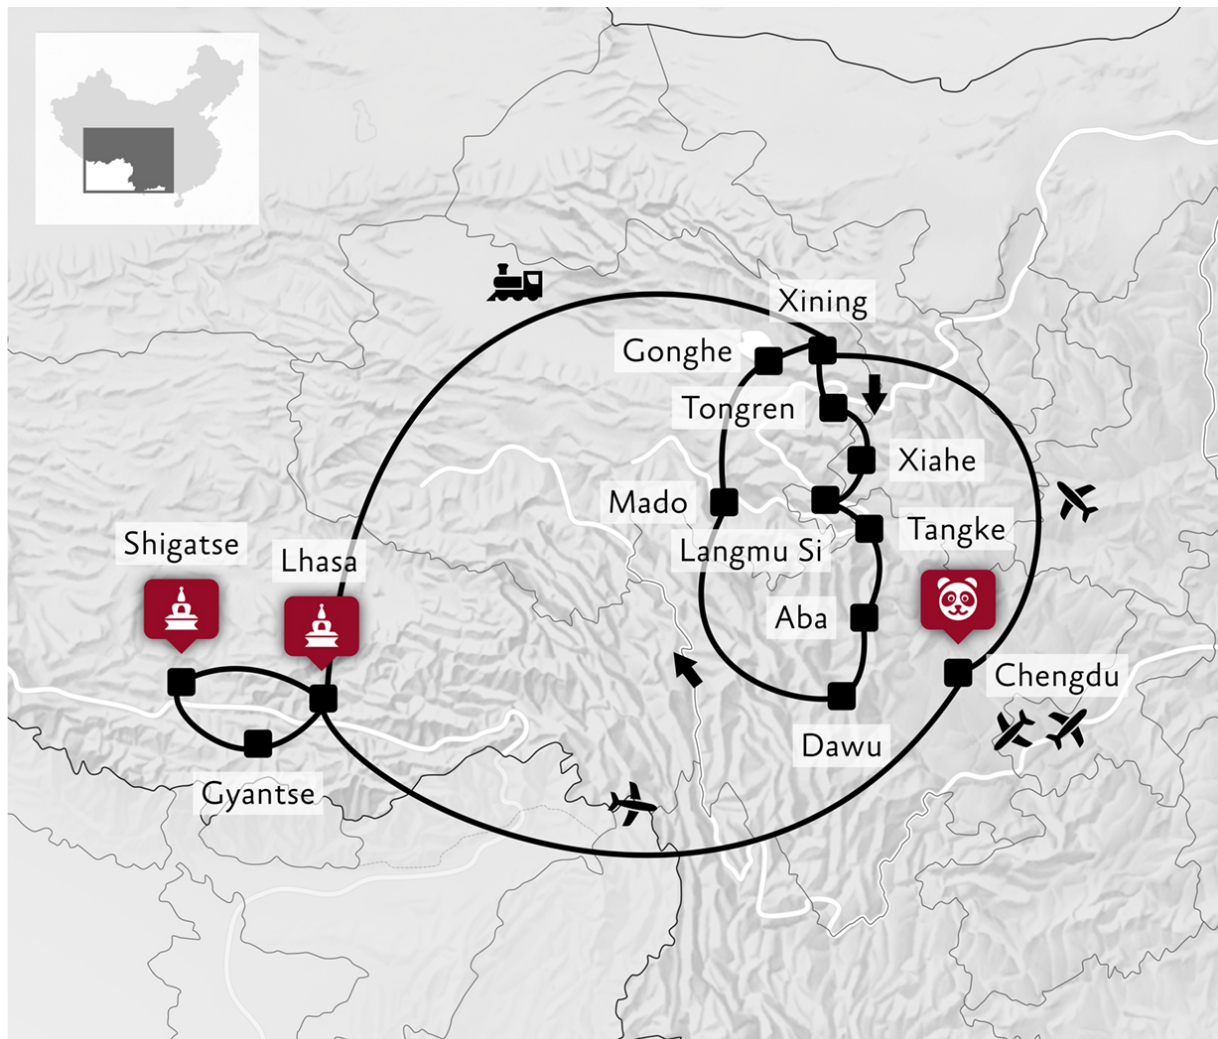 Xining
Gonghe
Tongren
Xiahe
Mado
Tangke
Shigatse
Langmu Si
Lhasa
Aba
Chengdu
Dawu
Gyantse